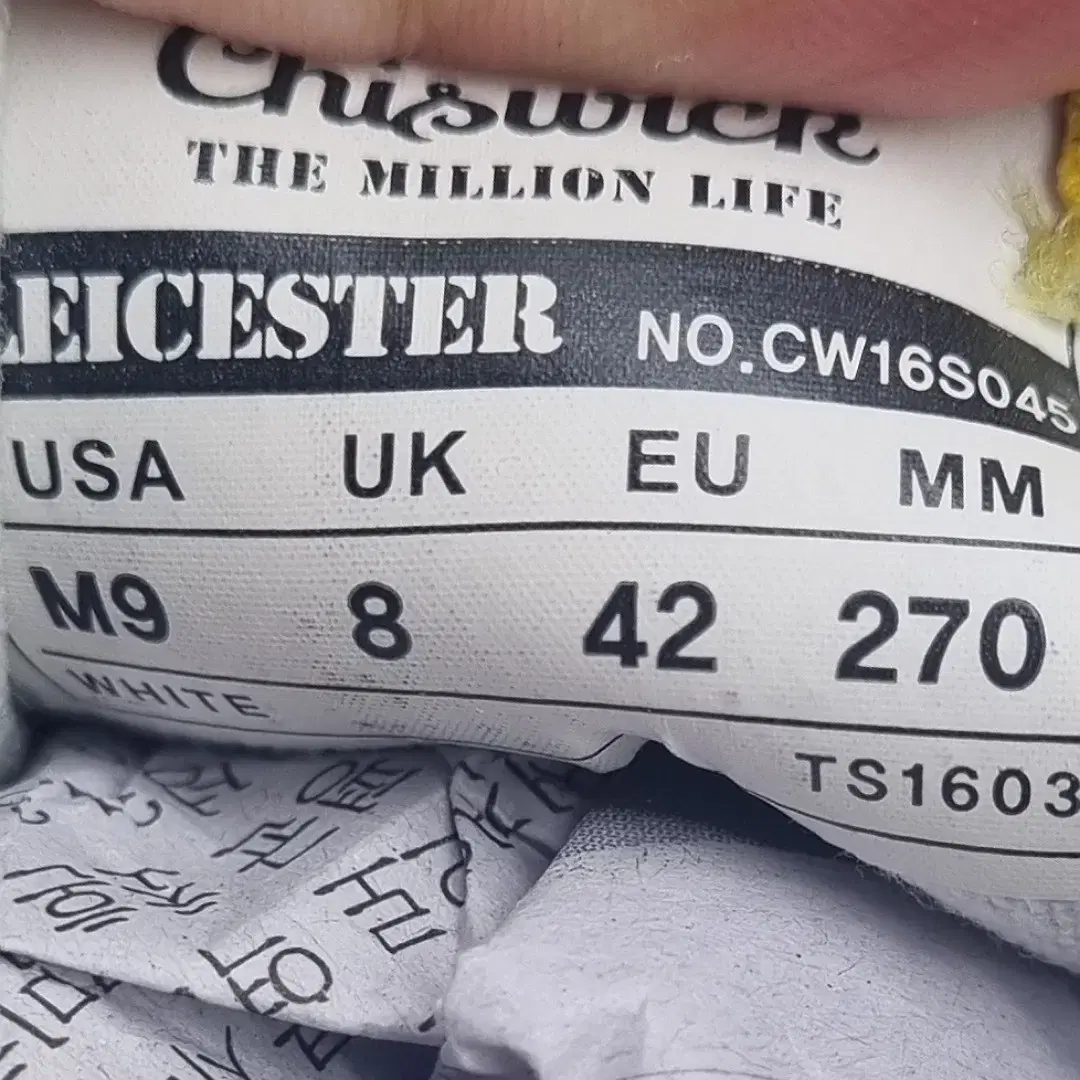 Chiswick
THE MILLION LIFE
LEICESTER NO.CW16S045
USA UK EU MM
M9 8 42 270
WHITE
TS1603